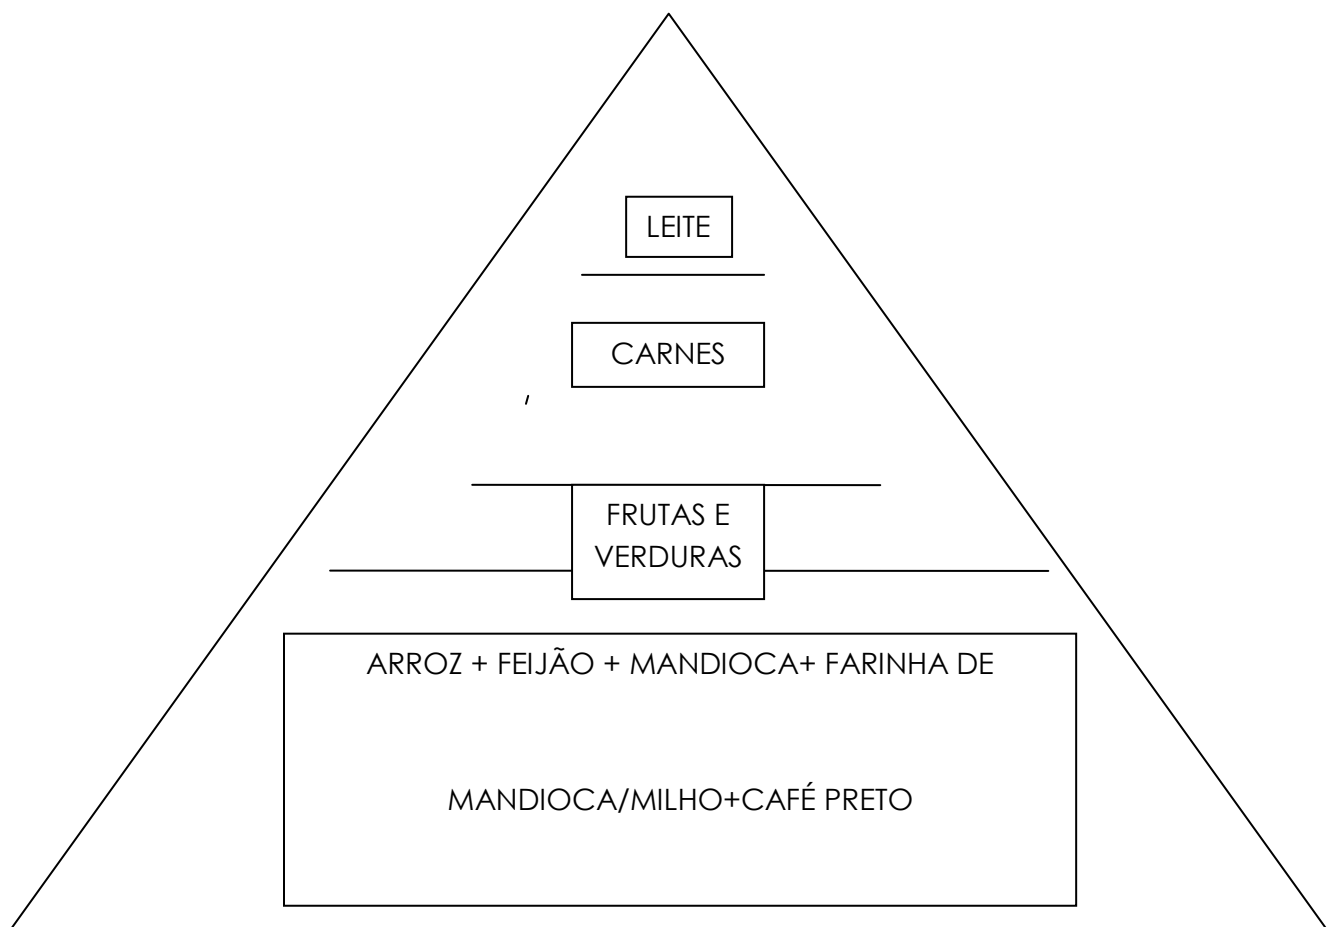 LEITE
CARNES
FRUTAS E
VERDURAS
ARROZ + FEIJÃO + MANDIOCA+ FARINHA DE
MANDIOCA/MILHO+CAFÉ PRETO